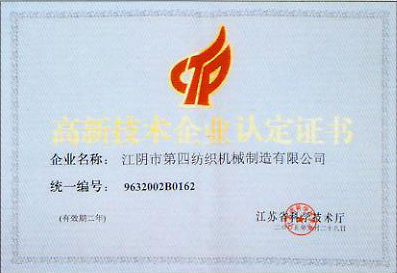 高新技术企业认定证书
企业名称：江阴市第四纺织机械制造有限公司
统一编号：9632002B0162
（有效期二年）
江苏省科学技术厅